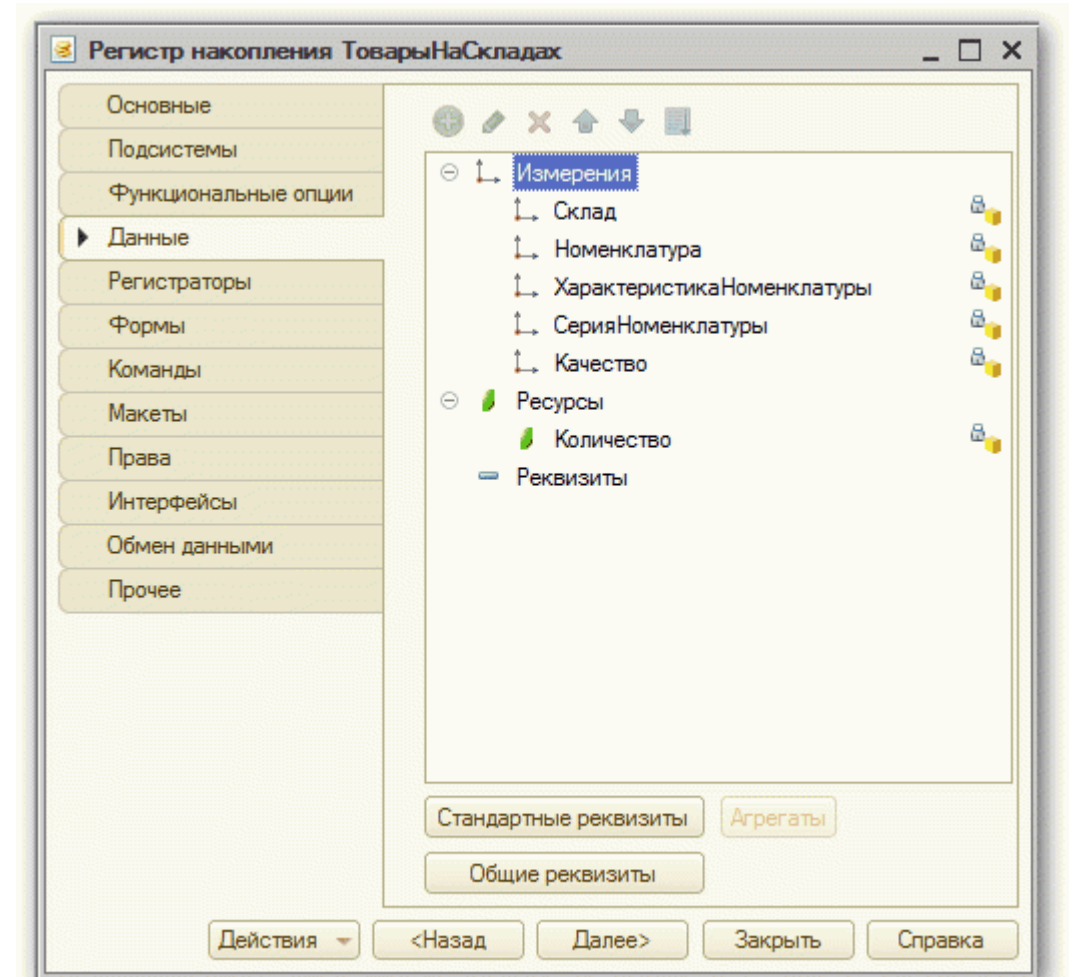 Регистр накопления ТоварыНаСкладах
Основные
Подсистемы
Функциональные опции
Данные
Регистраторы
Формы
Команды
Макеты
Права
Интерфейсы
Обмен данными
Прочее
Измерения
Склад
Номенклатура
ХарактеристикаНоменклатуры
СерияНоменклатуры
Качество
Ресурсы
Количество
Реквизиты
Стандартные реквизиты Агрегаты
Общие реквизиты
Действия <Назад Далее> Закрыть Справка